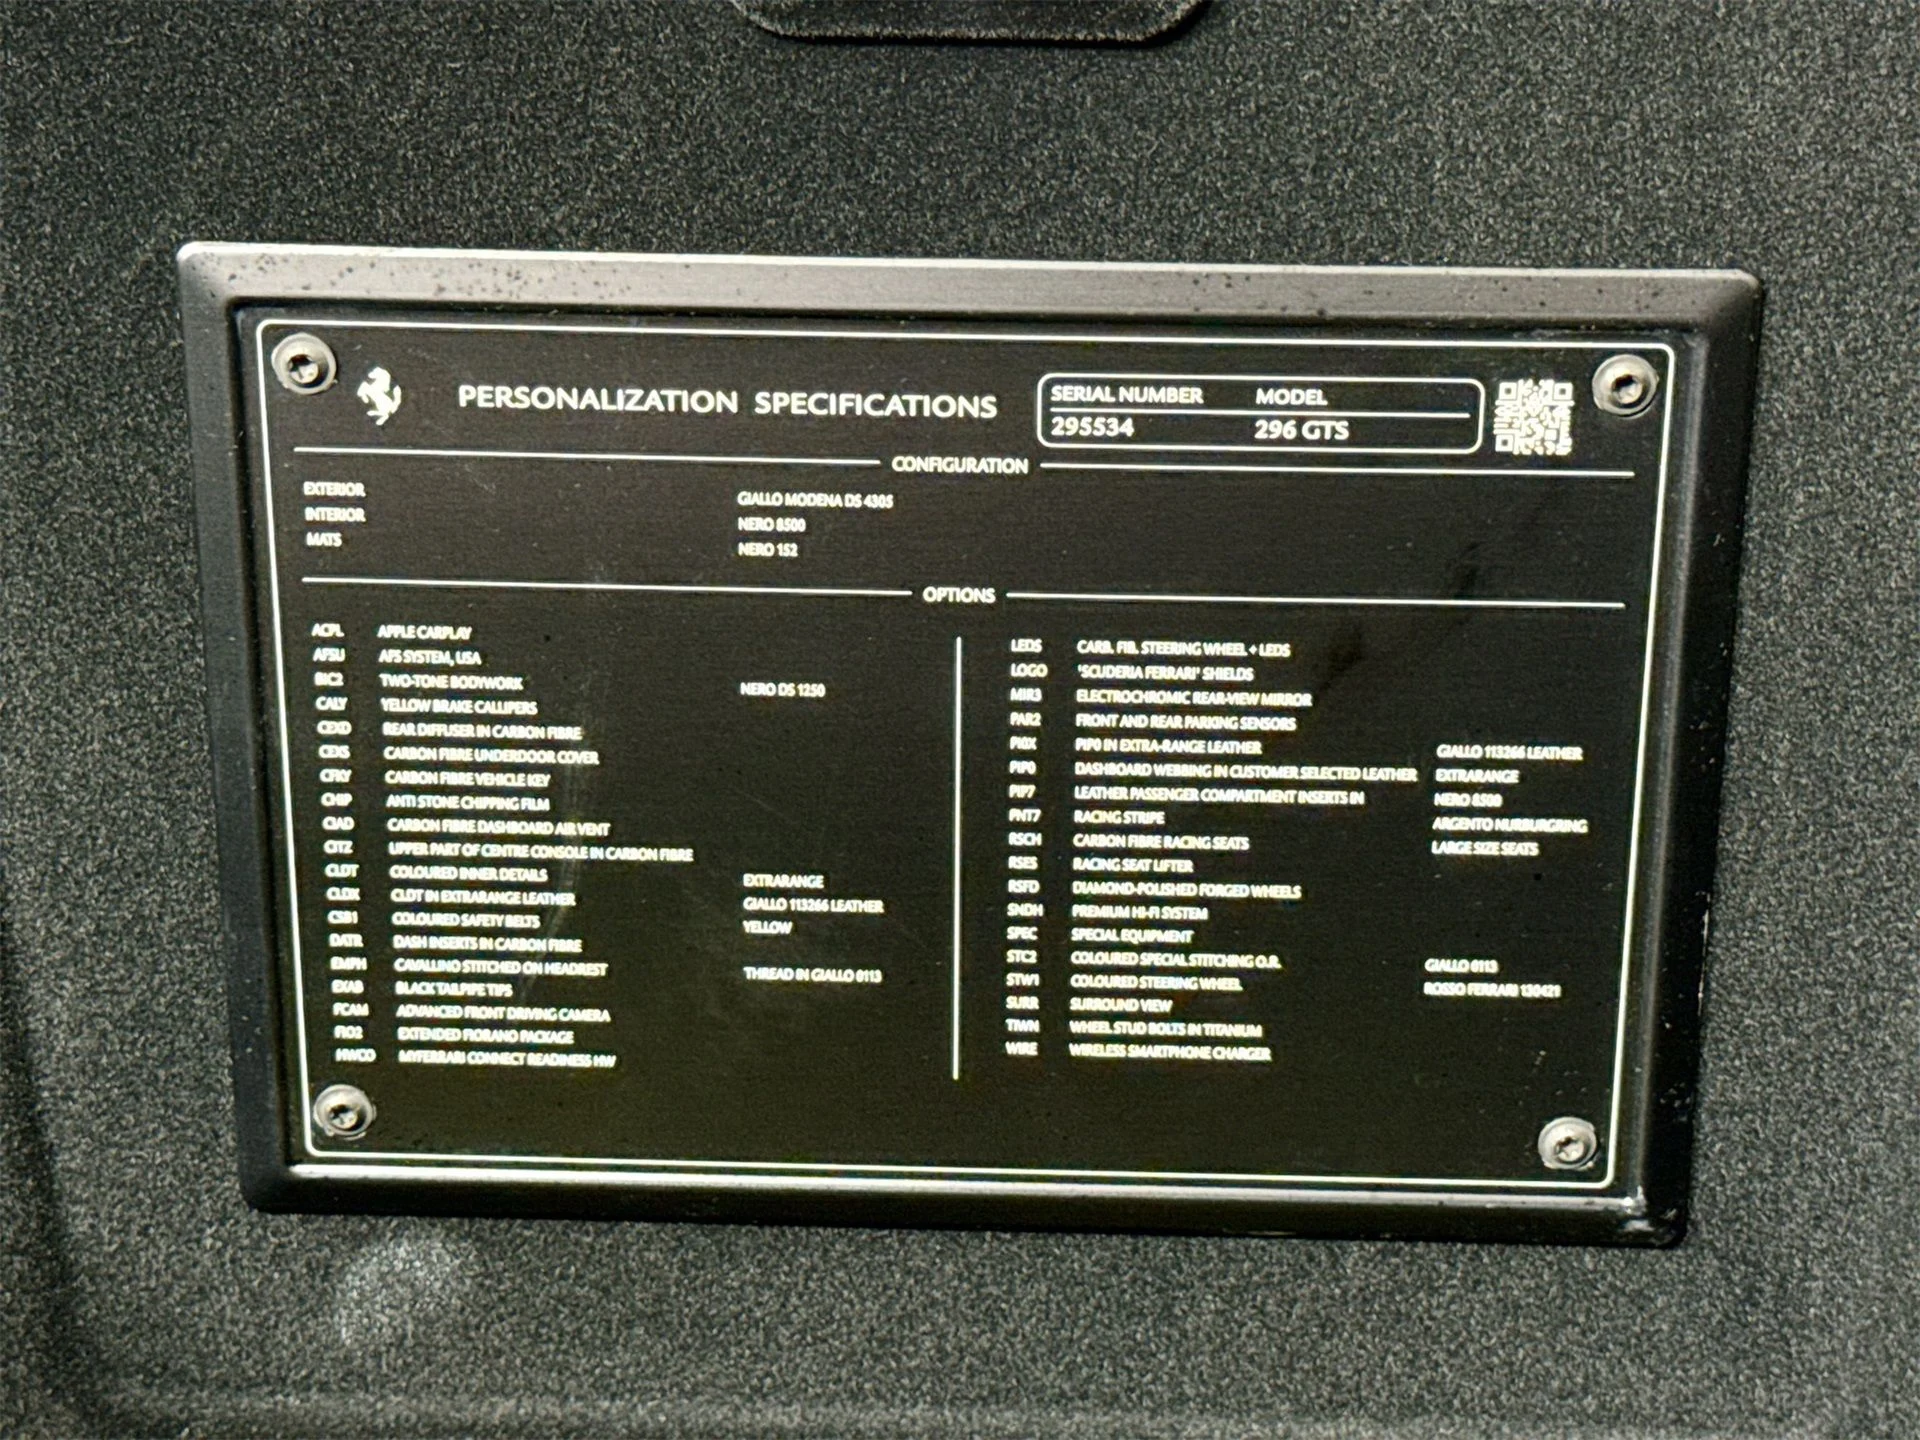 PERSONALIZATION SPECIFICATIONS
SERIAL NUMBER MODEL
295534 296 GTS
CONFIGURATION
EXTERIOR GIALLO MODENA DS 4305
INTERIOR NERO 8500
MATS NERO 152
OPTIONS
ACPL APPLE CARPLAY
AFSU AFS SYSTEM, USA
BIC2 TWO-TONE BODYWORK NERO DS 1250
CALY YELLOW BRAKE CALLIPERS
CEXD REAR DIFFUSER IN CARBON FIBRE
CEXS CARBON FIBRE UNDERDOOR COVER
CFKY CARBON FIBRE VEHICLE KEY
CHIP ANTI STONE CHIPPING FILM
CIAD CARBON FIBRE DASHBOARD AIR VENT
CITZ UPPER PART OF CENTRE CONSOLE IN CARBON FIBRE
CLDT COLOURED INNER DETAILS EXTRARANGE
CLDX CLDT IN EXTRARANGE LEATHER GIALLO 113266 LEATHER
CSB1 COLOURED SAFETY BELTS YELLOW
DATR DASH INSERTS IN CARBON FIBRE
EMPH CAVALLINO STITCHED ON HEADREST THREAD IN GIALLO 0113
EXAB BLACK TAILPIPE TIPS
FCAM ADVANCED FRONT DRIVING CAMERA
FIO2 EXTENDED FIORANO PACKAGE
HWCO MYFERRARI CONNECT READINESS HW
LEDS CARB. FIB. STEERING WHEEL + LEDS
LOGO 'SCUDERIA FERRARI' SHIELDS
MIR3 ELECTROCHROMIC REAR-VIEW MIRROR
PAR2 FRONT AND REAR PARKING SENSORS
PI0X PIP0 IN EXTRA-RANGE LEATHER GIALLO 113266 LEATHER
PIP0 DASHBOARD WEBBING IN CUSTOMER SELECTED LEATHER EXTRARANGE
PIP7 LEATHER PASSENGER COMPARTMENT INSERTS IN NERO 8500
PNT7 RACING STRIPE ARGENTO NURBURGRING
RSCH CARBON FIBRE RACING SEATS LARGE SIZE SEATS
RSES RACING SEAT LIFTER
RSFD DIAMOND-POLISHED FORGED WHEELS
SNDH PREMIUM HI-FI SYSTEM
SPEC SPECIAL EQUIPMENT
STC2 COLOURED SPECIAL STITCHING O.R. GIALLO 0113
STW1 COLOURED STEERING WHEEL ROSSO FERRARI 130421
SURR SURROUND VIEW
TIWN WHEEL STUD BOLTS IN TITANIUM
WIRE WIRELESS SMARTPHONE CHARGER